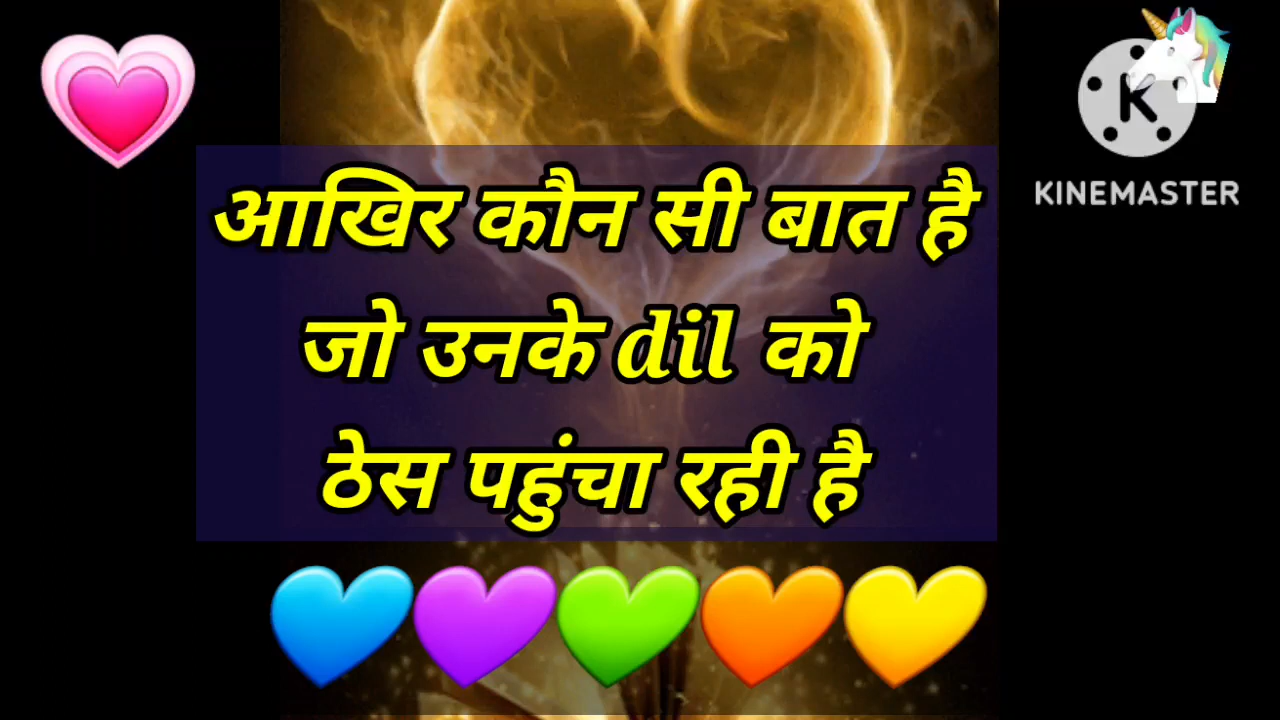 KINEMASTER
आखिर कौन सी बात है
जो उनके dil को
ठेस पहुंचा रही है